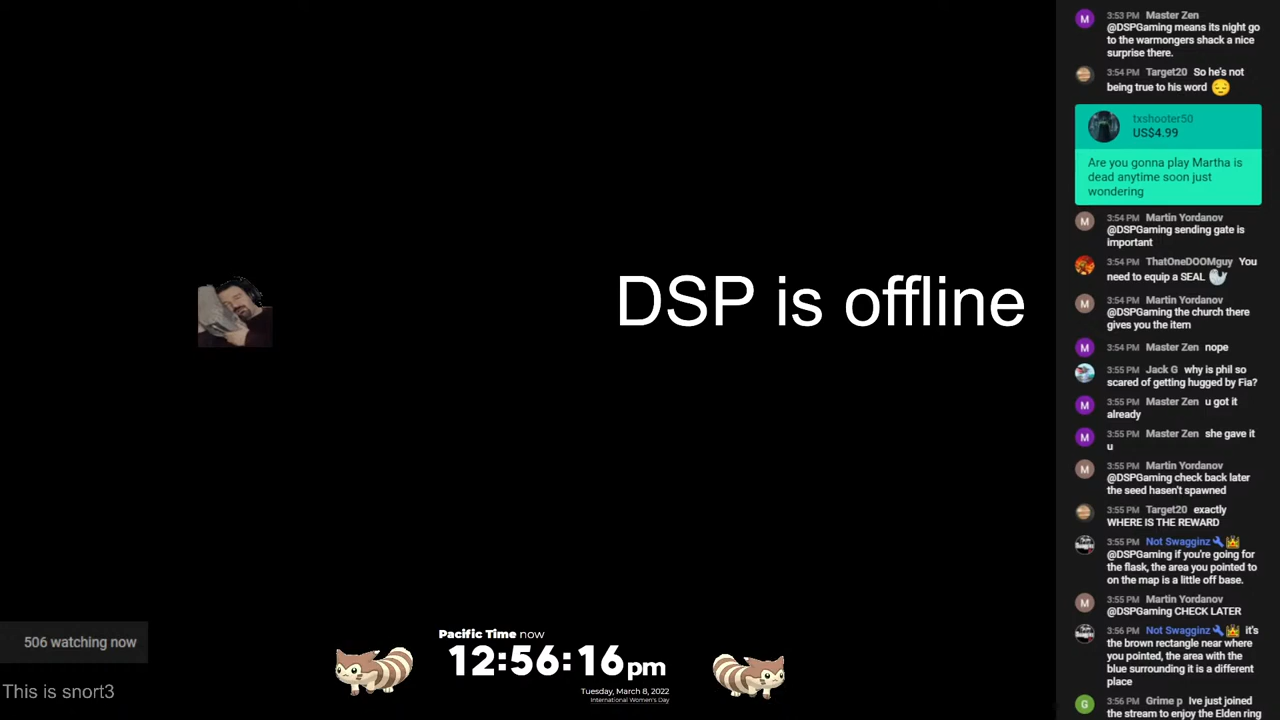 DSP is offline
506 watching now
This is snort3
Pacific Time now
12:56:16pm
Tuesday, March 8, 2022
International Women's Day
M
3:53 PM Master Zen
@DSPGaming means its night go
to the warmongers shack a nice
surprise there.
3:54 PM Target20 So he's not
being true to his word 😔
txshooter50
US$4.99
Are you gonna play Martha is
dead anytime soon just
wondering
M
3:54 PM Martin Yordanov
@DSPGaming sending gate is
important
3:54 PM ThatOneDOOMguy You
need to equip a SEAL 🦭
M
3:54 PM Martin Yordanov
@DSPGaming the church there
gives you the item
M
3:54 PM Master Zen nope
3:55 PM Jack G why is phil so
scared of getting hugged by Fia?
M
3:55 PM Master Zen u got it
already
M
3:55 PM Master Zen she gave it
u
M
3:55 PM Martin Yordanov
@DSPGaming check back later
the seed hasen't spawned
3:55 PM Target20 exactly
WHERE IS THE REWARD
3:55 PM Not Swagginz
@DSPGaming if you're going for
the flask, the area you pointed to
on the map is a little off base.
M
3:55 PM Martin Yordanov
@DSPGaming CHECK LATER
3:56 PM Not Swagginz it's
the brown rectangle near where
you pointed, the area with the
blue surrounding it is a different
place
G
3:56 PM Grime p Ive just joined
the stream to enjoy the Elden ring